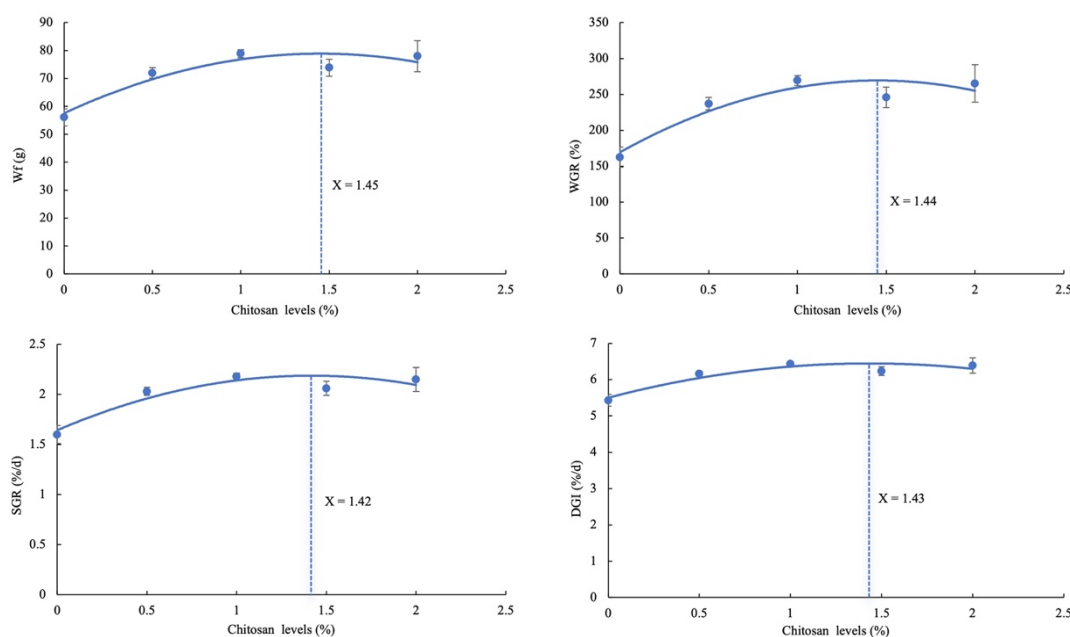 90
80
70
60
50
40
30
20
10
0
Wf (g)
X = 1.45
0 0.5 1 1.5 2 2.5
Chitosan levels (%)
350
300
250
200
150
100
50
0
WGR (%)
X = 1.44
0 0.5 1 1.5 2 2.5
Chitosan levels (%)
2.5
2
1.5
1
0.5
0
SGR (%/d)
X = 1.42
0 0.5 1 1.5 2 2.5
Chitosan levels (%)
7
6
5
4
3
2
1
0
DGI (%/d)
X = 1.43
0 0.5 1 1.5 2 2.5
Chitosan levels (%)